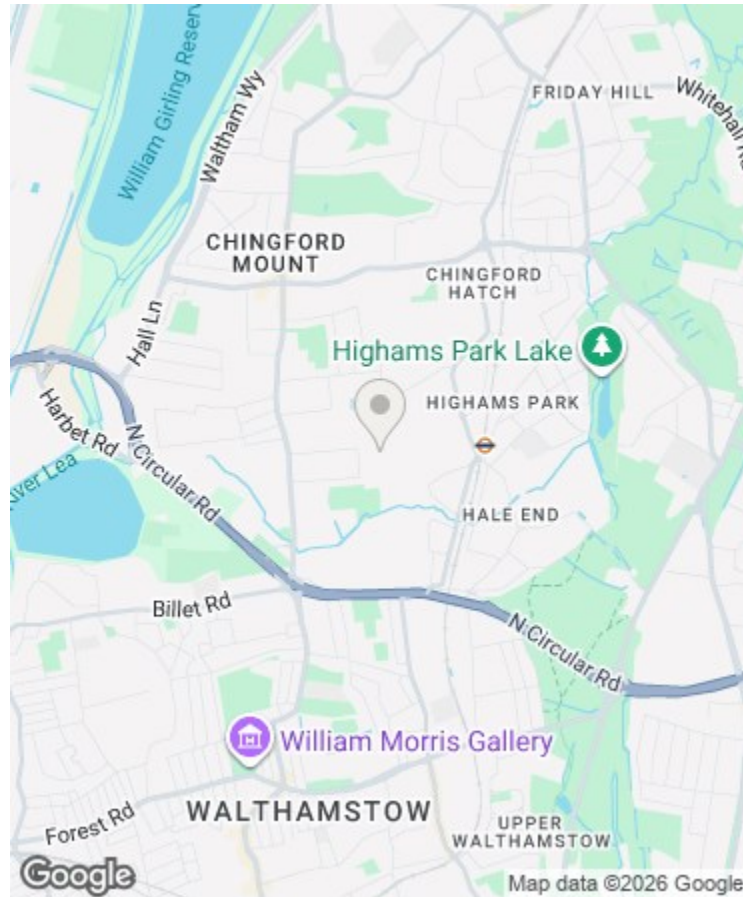 William Girling Reserv
Waltham Wy
FRIDAY HILL
Whitehall Ro
CHINGFORD
MOUNT
CHINGFORD
HATCH
Hall Ln
Highams Park Lake
Harbet Rd
HIGHAMS PARK
N Circular Rd
River Lea
HALE END
Billet Rd
N Circular Rd
William Morris Gallery
WALTHAMSTOW
Forest Rd
UPPER
WALTHAMSTOW
Google
Map data ©2026 Google